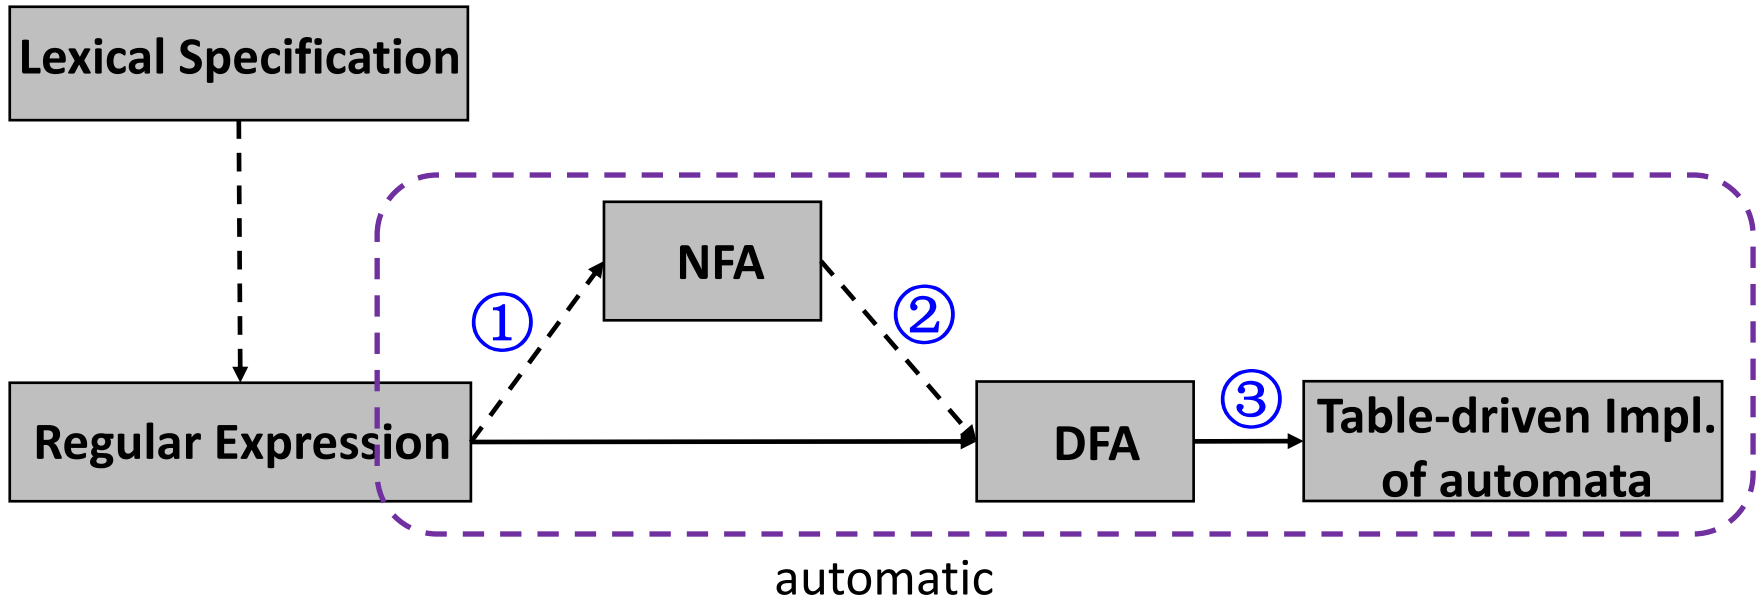 Lexical Specification
NFA
①
②
③
Regular Expression
DFA
Table-driven Impl.
of automata
automatic